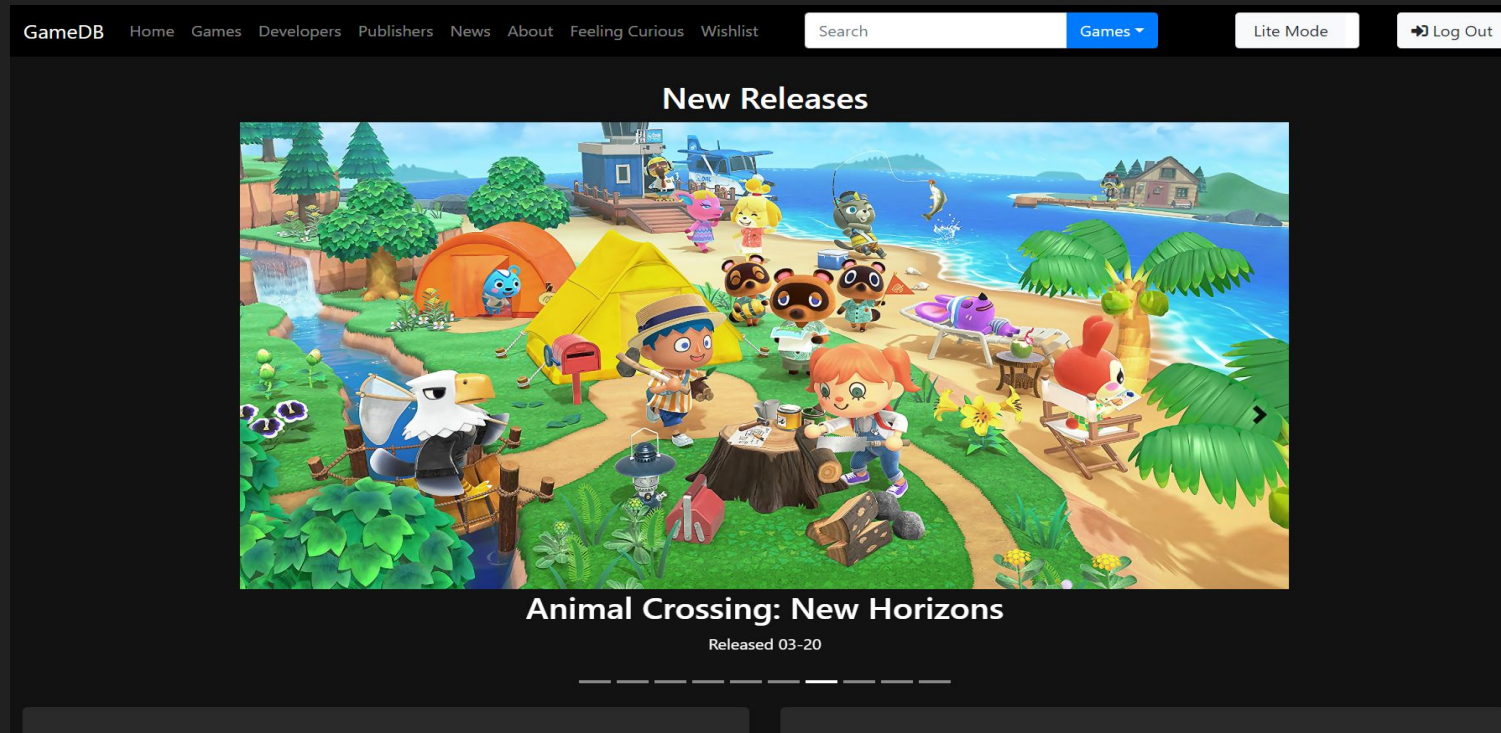 GameDB Home Games Developers Publishers News About Feeling Curious Wishlist Search Games Lite Mode Log Out
New Releases
Animal Crossing: New Horizons
Released 03-20